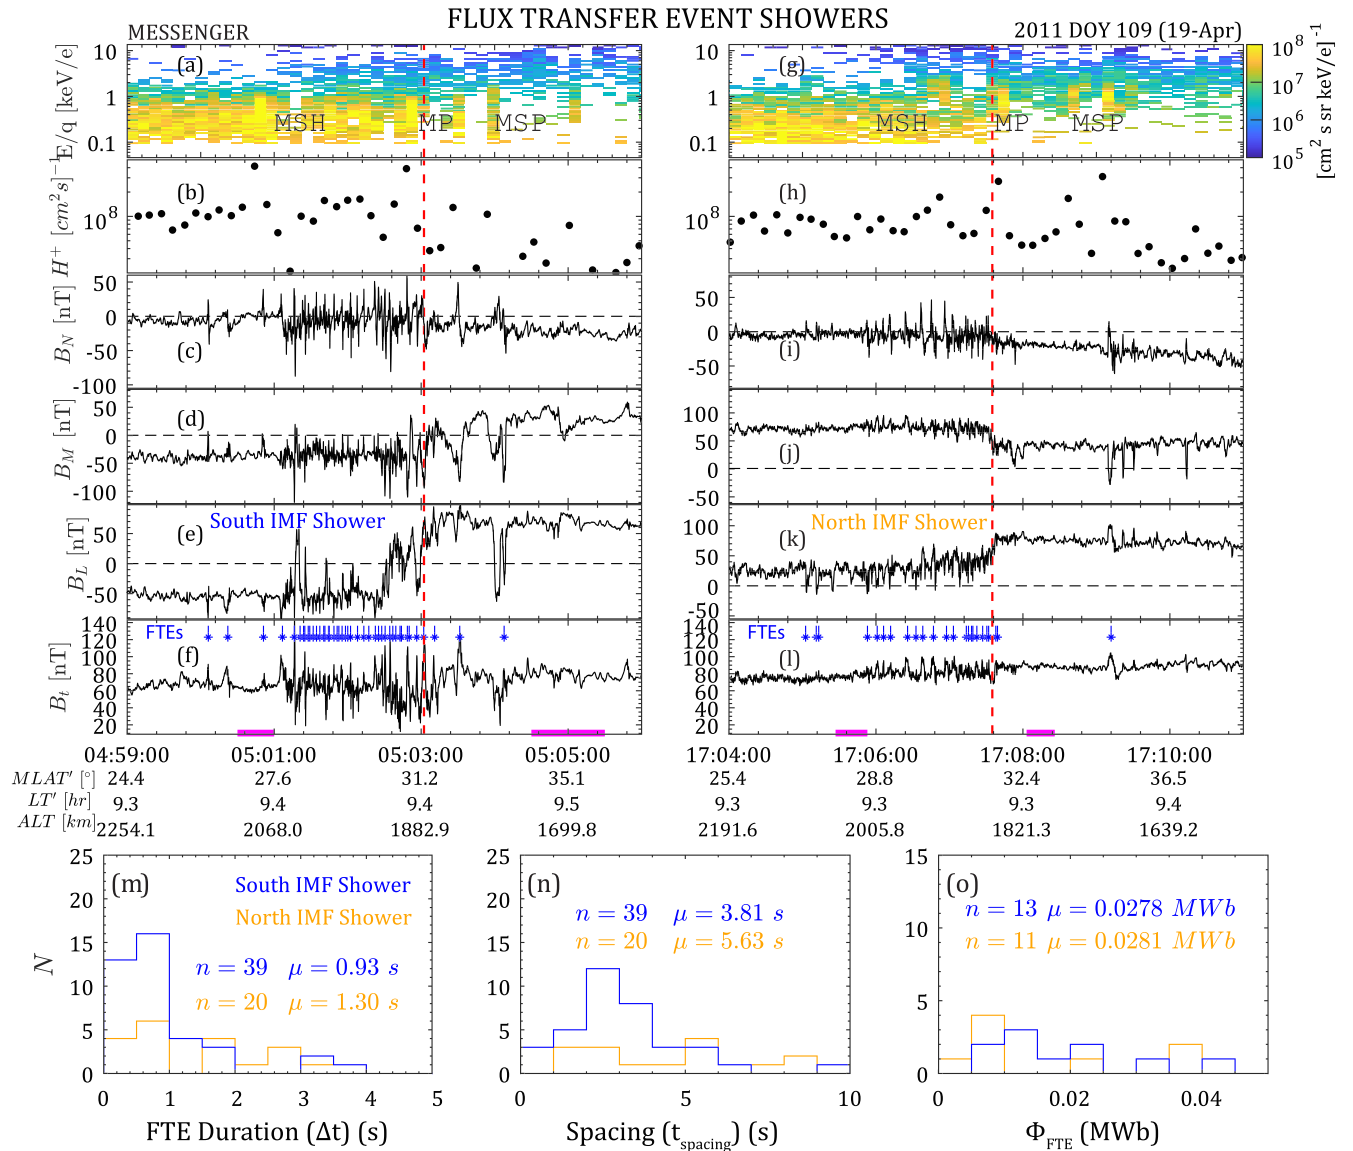 FLUX TRANSFER EVENT SHOWERS
MESSENGER
2011 DOY 109 (19-Apr)
E/q [keV/e]
10
1
0.1
(a)
MSH
MP
MSP
(g)
MSH
MP
MSP
10^8
10^7
10^6
10^5
[cm² s sr keV/e]^-1
H^+ [cm²s]^-1
10^8
(b)
10^8
(h)
B_N [nT]
50
0
-50
-100
(c)
50
0
-50
(i)
B_M [nT]
50
0
-50
-100
(d)
100
50
0
-50
(j)
B_L [nT]
50
0
-50
(e)
South IMF Shower
100
50
0
-50
(k)
North IMF Shower
B_t [nT]
140
120
100
80
60
40
20
FTEs
(f)
140
120
100
80
60
40
20
FTEs
(l)
04:59:00 05:01:00 05:03:00 05:05:00 17:04:00 17:06:00 17:08:00 17:10:00
MLAT′ [°] 24.4 27.6 31.2 35.1 25.4 28.8 32.4 36.5
LT′ [hr] 9.3 9.4 9.4 9.5 9.3 9.3 9.3 9.4
ALT [km] 2254.1 2068.0 1882.9 1699.8 2191.6 2005.8 1821.3 1639.2
N
25
20
15
10
5
0
(m)
South IMF Shower
North IMF Shower
n = 39 μ = 0.93 s
n = 20 μ = 1.30 s
0 1 2 3 4 5
FTE Duration (Δt) (s)
25
20
15
10
5
0
(n)
n = 39 μ = 3.81 s
n = 20 μ = 5.63 s
0 5 10
Spacing (t_spacing) (s)
15
10
5
0
(o)
n = 13 μ = 0.0278 MWb
n = 11 μ = 0.0281 MWb
0 0.02 0.04
Φ_FTE (MWb)